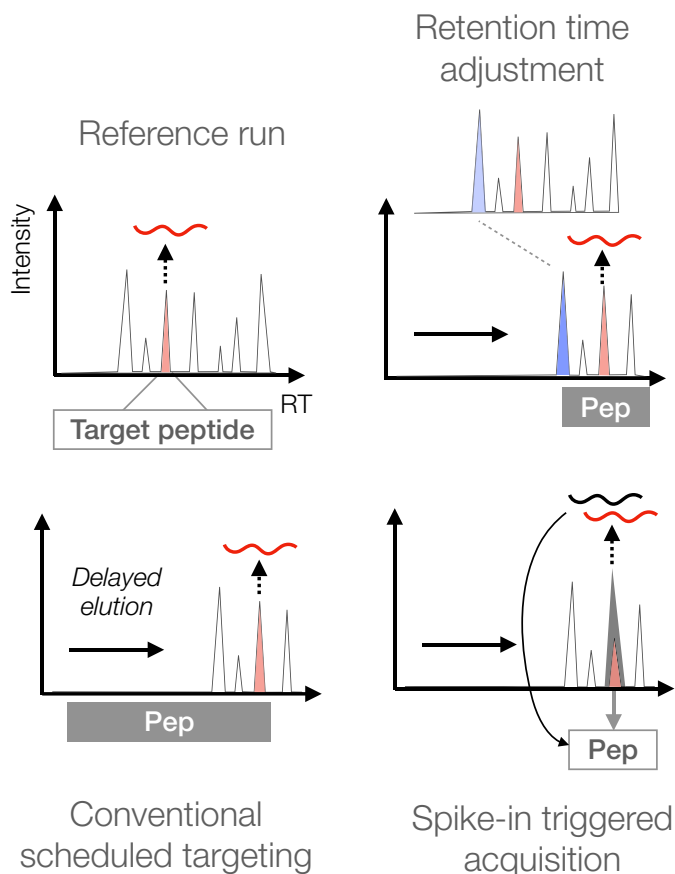 Retention time
adjustment
Reference run
Intensity
RT
Target peptide
Pep
Delayed
elution
Pep
Pep
Conventional
scheduled targeting
Spike-in triggered
acquisition